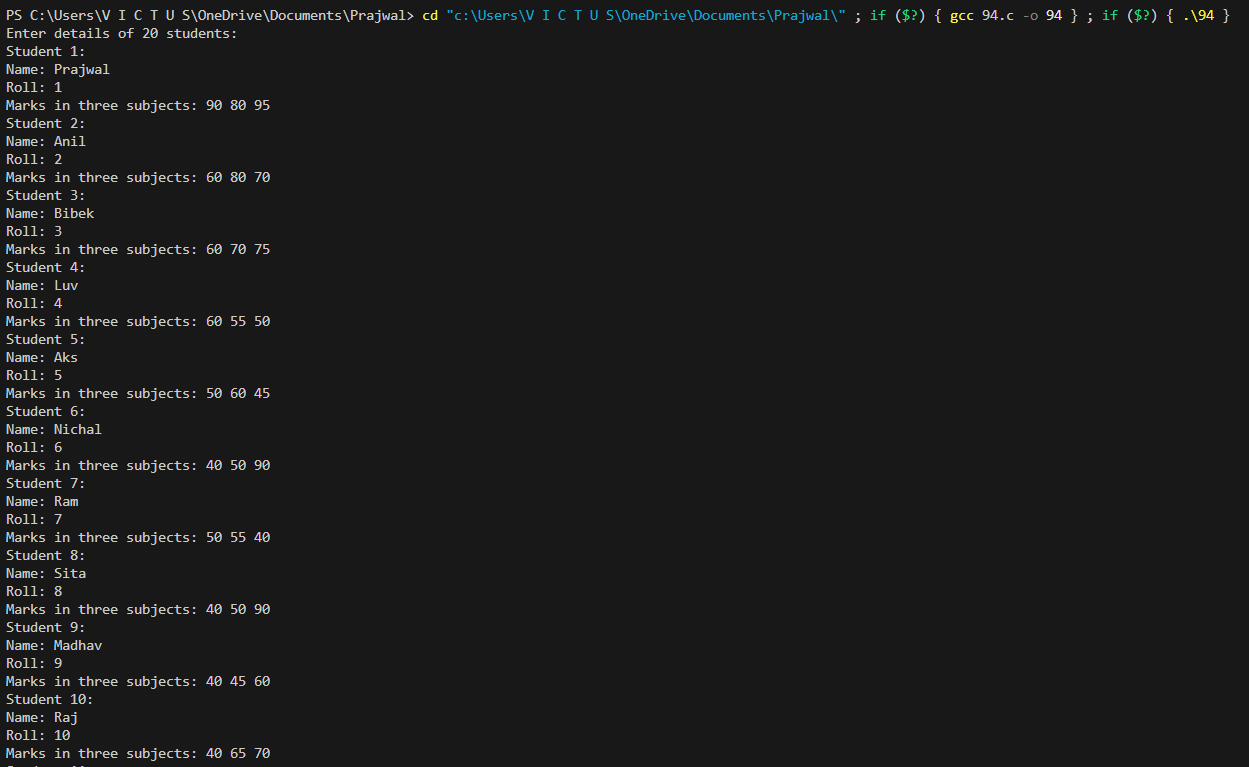 PS C:\Users\V I C T U S\OneDrive\Documents\Prajwal> cd "c:\Users\V I C T U S\OneDrive\Documents\Prajwal\" ; if ($?) { gcc 94.c -o 94 } ; if ($?) { .\94 }
Enter details of 20 students:
Student 1:
Name: Prajwal
Roll: 1
Marks in three subjects: 90 80 95
Student 2:
Name: Anil
Roll: 2
Marks in three subjects: 60 80 70
Student 3:
Name: Bibek
Roll: 3
Marks in three subjects: 60 70 75
Student 4:
Name: Luv
Roll: 4
Marks in three subjects: 60 55 50
Student 5:
Name: Aks
Roll: 5
Marks in three subjects: 50 60 45
Student 6:
Name: Nichal
Roll: 6
Marks in three subjects: 40 50 90
Student 7:
Name: Ram
Roll: 7
Marks in three subjects: 50 55 40
Student 8:
Name: Sita
Roll: 8
Marks in three subjects: 40 50 90
Student 9:
Name: Madhav
Roll: 9
Marks in three subjects: 40 45 60
Student 10:
Name: Raj
Roll: 10
Marks in three subjects: 40 65 70